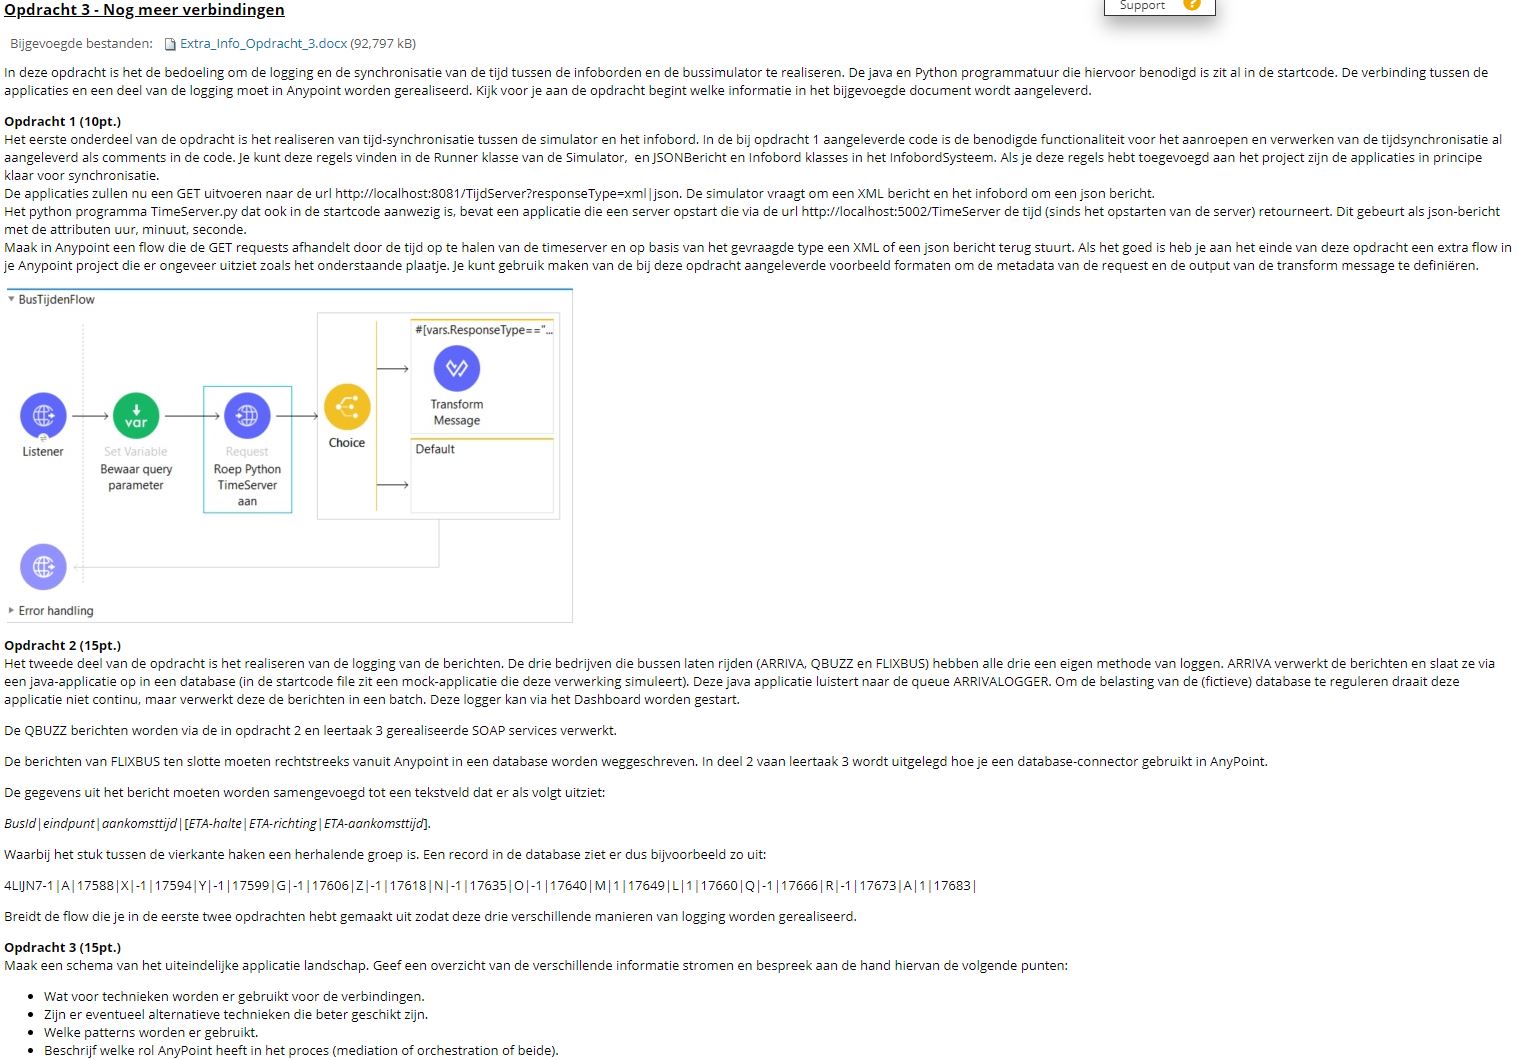 Support ?
Opdracht 3 - Nog meer verbindingen
Bijgevoegde bestanden: Extra_Info_Opdracht_3.docx (92,797 kB)
In deze opdracht is het de bedoeling om de logging en de synchronisatie van de tijd tussen de infoborden en de bussimulator te realiseren. De java en Python programmatuur die hiervoor benodigd is zit al in de startcode. De verbinding tussen de
applicaties en een deel van de logging moet in Anypoint worden gerealiseerd. Kijk voor je aan de opdracht begint welke informatie in het bijgevoegde document wordt aangeleverd.
Opdracht 1 (10pt.)
Het eerste onderdeel van de opdracht is het realiseren van tijd-synchronisatie tussen de simulator en het infobord. In de bij opdracht 1 aangeleverde code is de benodigde functionaliteit voor het aanroepen en verwerken van de tijdsynchronisatie al
aangeleverd als comments in de code. Je kunt deze regels vinden in de Runner klasse van de Simulator, en JSONBericht en Infobord klasses in het InfobordSysteem. Als je deze regels hebt toegevoegd aan het project zijn de applicaties in principe
klaar voor synchronisatie.
De applicaties zullen nu een GET uitvoeren naar de url http://localhost:8081/TijdServer?responseType=xml|json. De simulator vraagt om een XML bericht en het infobord om een json bericht.
Het python programma TimeServer.py dat ook in de startcode aanwezig is, bevat een applicatie die een server opstart die via de url http://localhost:5002/TimeServer de tijd (sinds het opstarten van de server) retourneert. Dit gebeurt als json-bericht
met de attributen uur, minuut, seconde.
Maak in Anypoint een flow die de GET requests afhandelt door de tijd op te halen van de timeserver en op basis van het gevraagde type een XML of een json bericht terug stuurt. Als het goed is heb je aan het einde van deze opdracht een extra flow in
je Anypoint project die er ongeveer uitziet zoals het onderstaande plaatje. Je kunt gebruik maken van de bij deze opdracht aangeleverde voorbeeld formaten om de metadata van de request en de output van de transform message te definiëren.
BusTijdenFlow
#[vars.ResponseType=="...
var
Transform
Message
Choice
Default
Listener
Set Variable
Bewaar query
parameter
Request
Roep Python
TimeServer
aan
Error handling
Opdracht 2 (15pt.)
Het tweede deel van de opdracht is het realiseren van de logging van de berichten. De drie bedrijven die bussen laten rijden (ARRIVA, QBUZZ en FLIXBUS) hebben alle drie een eigen methode van loggen. ARRIVA verwerkt de berichten en slaat ze via
een java-applicatie op in een database (in de startcode file zit een mock-applicatie die deze verwerking simuleert). Deze java applicatie luistert naar de queue ARRIVALOGGER. Om de belasting van de (fictieve) database te reguleren draait deze
applicatie niet continu, maar verwerkt deze de berichten in een batch. Deze logger kan via het Dashboard worden gestart.
De QBUZZ berichten worden via de in opdracht 2 en leertaak 3 gerealiseerde SOAP services verwerkt.
De berichten van FLIXBUS ten slotte moeten rechtstreeks vanuit Anypoint in een database worden weggeschreven. In deel 2 vaan leertaak 3 wordt uitgelegd hoe je een database-connector gebruikt in AnyPoint.
De gegevens uit het bericht moeten worden samengevoegd tot een tekstveld dat er als volgt uitziet:
BusId|eindpunt|aankomsttijd|[ETA-halte|ETA-richting|ETA-aankomsttijd].
Waarbij het stuk tussen de vierkante haken een herhalende groep is. Een record in de database ziet er dus bijvoorbeeld zo uit:
4LIJN7-1|A|17588|X|-1|17594|Y|-1|17599|G|-1|17606|Z|-1|17618|N|-1|17635|O|-1|17640|M|1|17649|L|1|17660|Q|-1|17666|R|-1|17673|A|1|17683|
Breidt de flow die je in de eerste twee opdrachten hebt gemaakt uit zodat deze drie verschillende manieren van logging worden gerealiseerd.
Opdracht 3 (15pt.)
Maak een schema van het uiteindelijke applicatie landschap. Geef een overzicht van de verschillende informatie stromen en bespreek aan de hand hiervan de volgende punten:
• Wat voor technieken worden er gebruikt voor de verbindingen.
• Zijn er eventueel alternatieve technieken die beter geschikt zijn.
• Welke patterns worden er gebruikt.
• Beschrijf welke rol AnyPoint heeft in het proces (mediation of orchestration of beide).